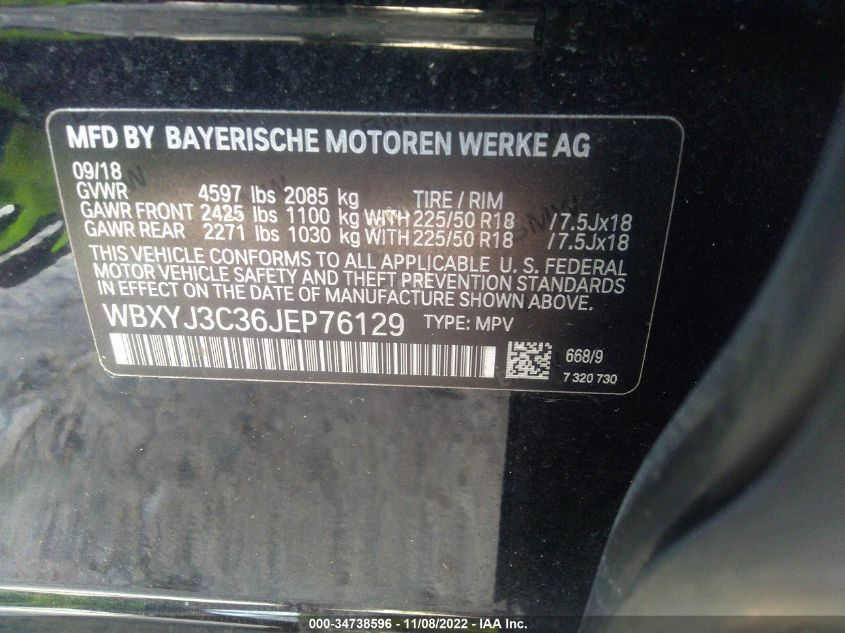 MFD BY BAYERISCHE MOTOREN WERKE AG
09/18
GVWR 4597 lbs 2085 kg TIRE / RIM
GAWR FRONT 2425 lbs 1100 kg WITH 225/50 R18 /7.5Jx18
GAWR REAR 2271 lbs 1030 kg WITH 225/50 R18 /7.5Jx18
THIS VEHICLE CONFORMS TO ALL APPLICABLE U. S. FEDERAL
MOTOR VEHICLE SAFETY AND THEFT PREVENTION STANDARDS
IN EFFECT ON THE DATE OF MANUFACTURE SHOWN ABOVE.
WBXYJ3C36JEP76129 TYPE: MPV
668/9
7 320 730
000-34738596 - 11/08/2022 - IAA Inc.